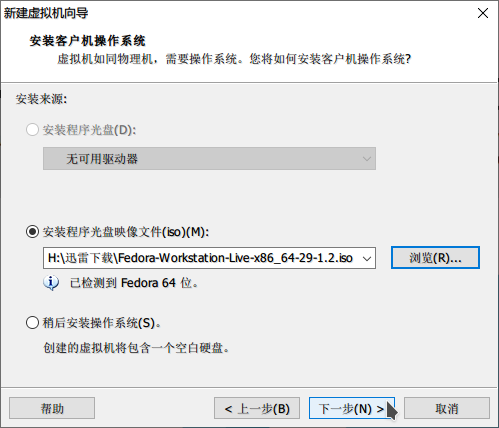 新建虚拟机向导
安装客户机操作系统
虚拟机如同物理机，需要操作系统。您将如何安装客户机操作系统?
安装来源:
安装程序光盘(D):
无可用驱动器
安装程序光盘映像文件(iso)(M):
H:\迅雷下载\Fedora-Workstation-Live-x86_64-29-1.2.iso
浏览(R)...
已检测到 Fedora 64 位。
稍后安装操作系统(S)。
创建的虚拟机将包含一个空白硬盘。
帮助
< 上一步(B)
下一步(N) >
取消